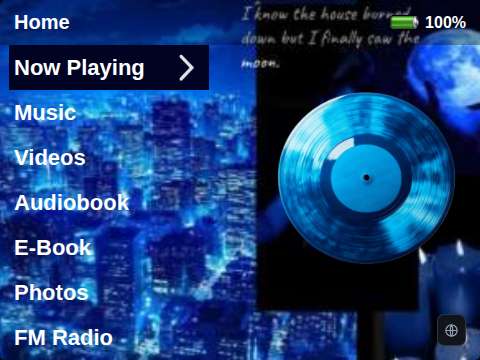 Home
100%
I know the house burned
down but I finally saw the
moon.
Now Playing
Music
Videos
Audiobook
E-Book
Photos
FM Radio